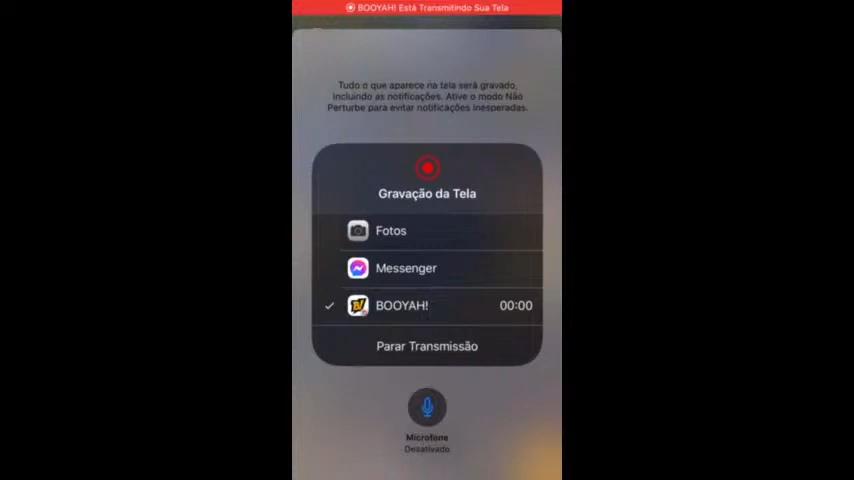 BOOYAH! Está Transmitindo Sua Tela
Tudo o que aparece na tela será gravado,
incluindo as notificações. Ative o modo Não
Perturbe para evitar notificações inesperadas.
Gravação da Tela
Fotos
Messenger
BOOYAH! 00:00
Parar Transmissão
Microfone
Desativado